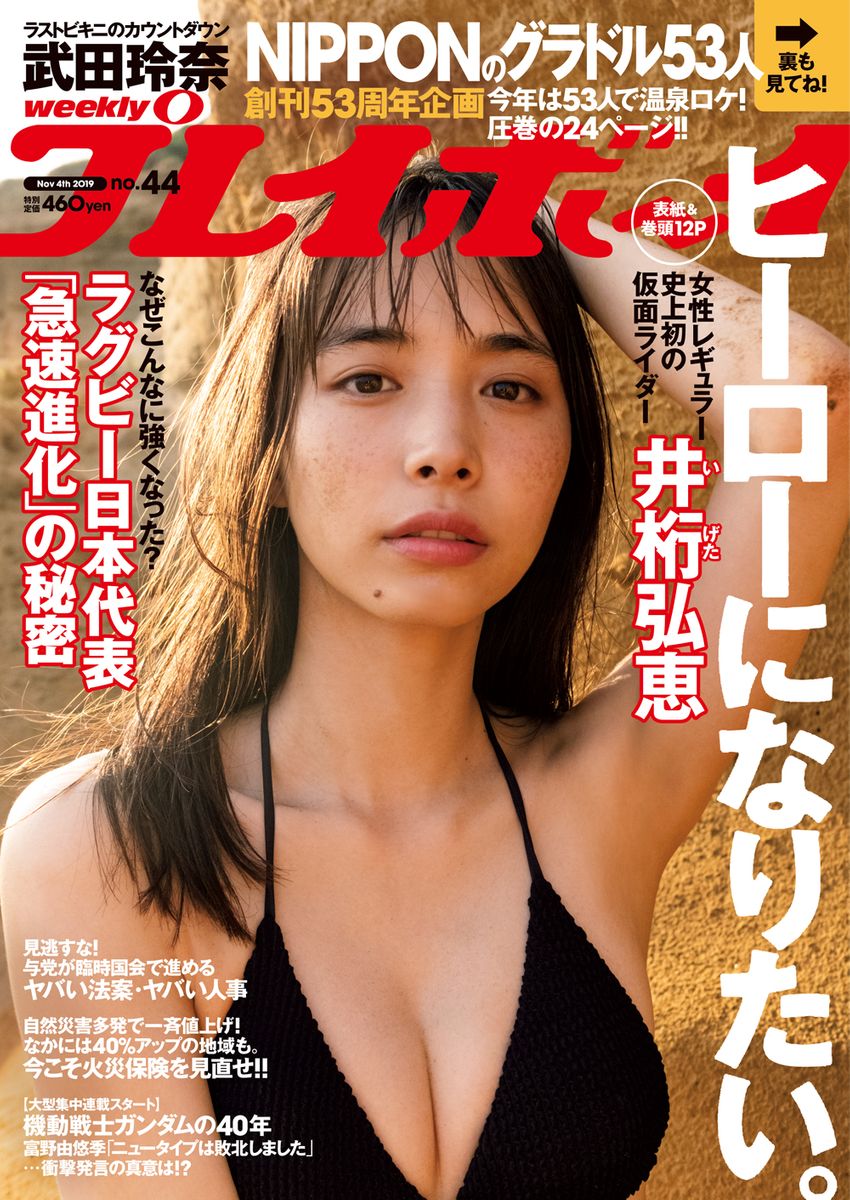 ラストビキニのカウントダウン
武田玲奈
NIPPONのグラドル53人
創刊53周年企画
今年は53人で温泉ロケ!
圧巻の24ページ!!
裏も
見てね!
weekly
プレイボーイ
Nov 4th 2019
no.44
特別
定価
460yen
表紙&
巻頭12P
ヒーローになりたい。
女性レギュラー
史上初の
仮面ライダー
井桁弘恵
いげた
なぜこんなに強くなった?
ラグビー日本代表
「急速進化」の秘密
見逃すな!
与党が臨時国会で進める
ヤバい法案・ヤバい人事
自然災害多発で一斉値上げ!
なかには40%アップの地域も。
今こそ火災保険を見直せ!!
【大型集中連載スタート】
機動戦士ガンダムの40年
富野由悠季「ニュータイプは敗北しました」
…衝撃発言の真意は!?